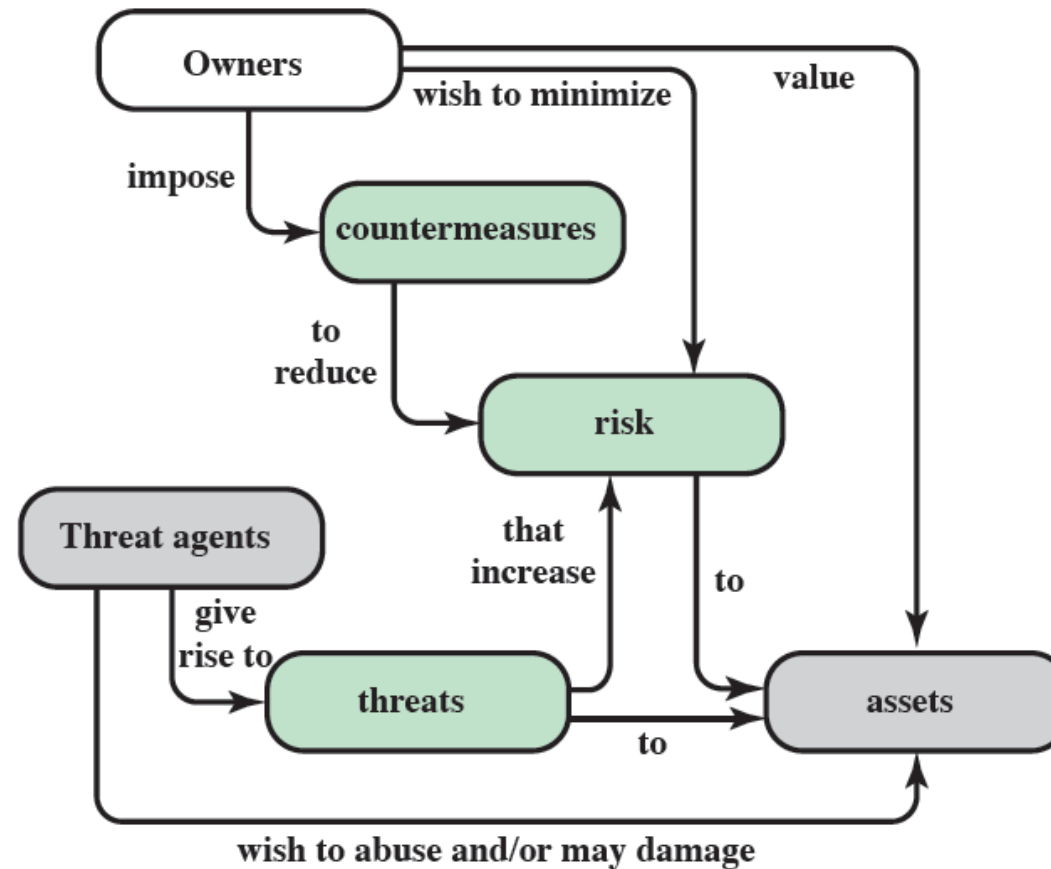 Owners
value
wish to minimize
impose
countermeasures
to
reduce
risk
Threat agents
that
increase
to
give
rise to
threats
assets
to
wish to abuse and/or may damage